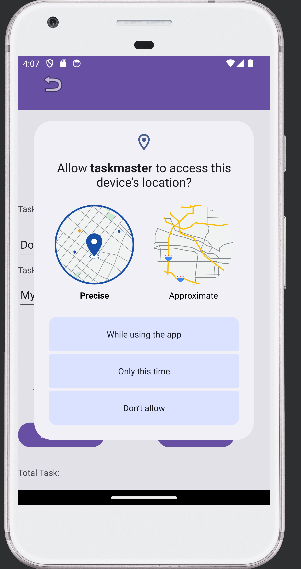 4:07
Allow taskmaster to access this
device's location?
Task
Do
Task
My
Precise
Approximate
While using the app
Only this time
Don't allow
Total Task: